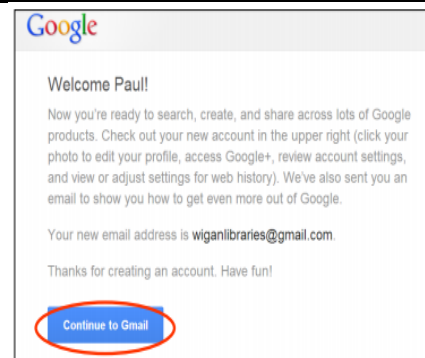 Google
Welcome Paul!
Now you're ready to search, create, and share across lots of Google
products. Check out your new account in the upper right (click your
photo to edit your profile, access Google+, review account settings,
and view or adjust settings for web history). We've also sent you an
email to show you how to get even more out of Google.
Your new email address is wiganlibraries@gmail.com.
Thanks for creating an account. Have fun!
Continue to Gmail